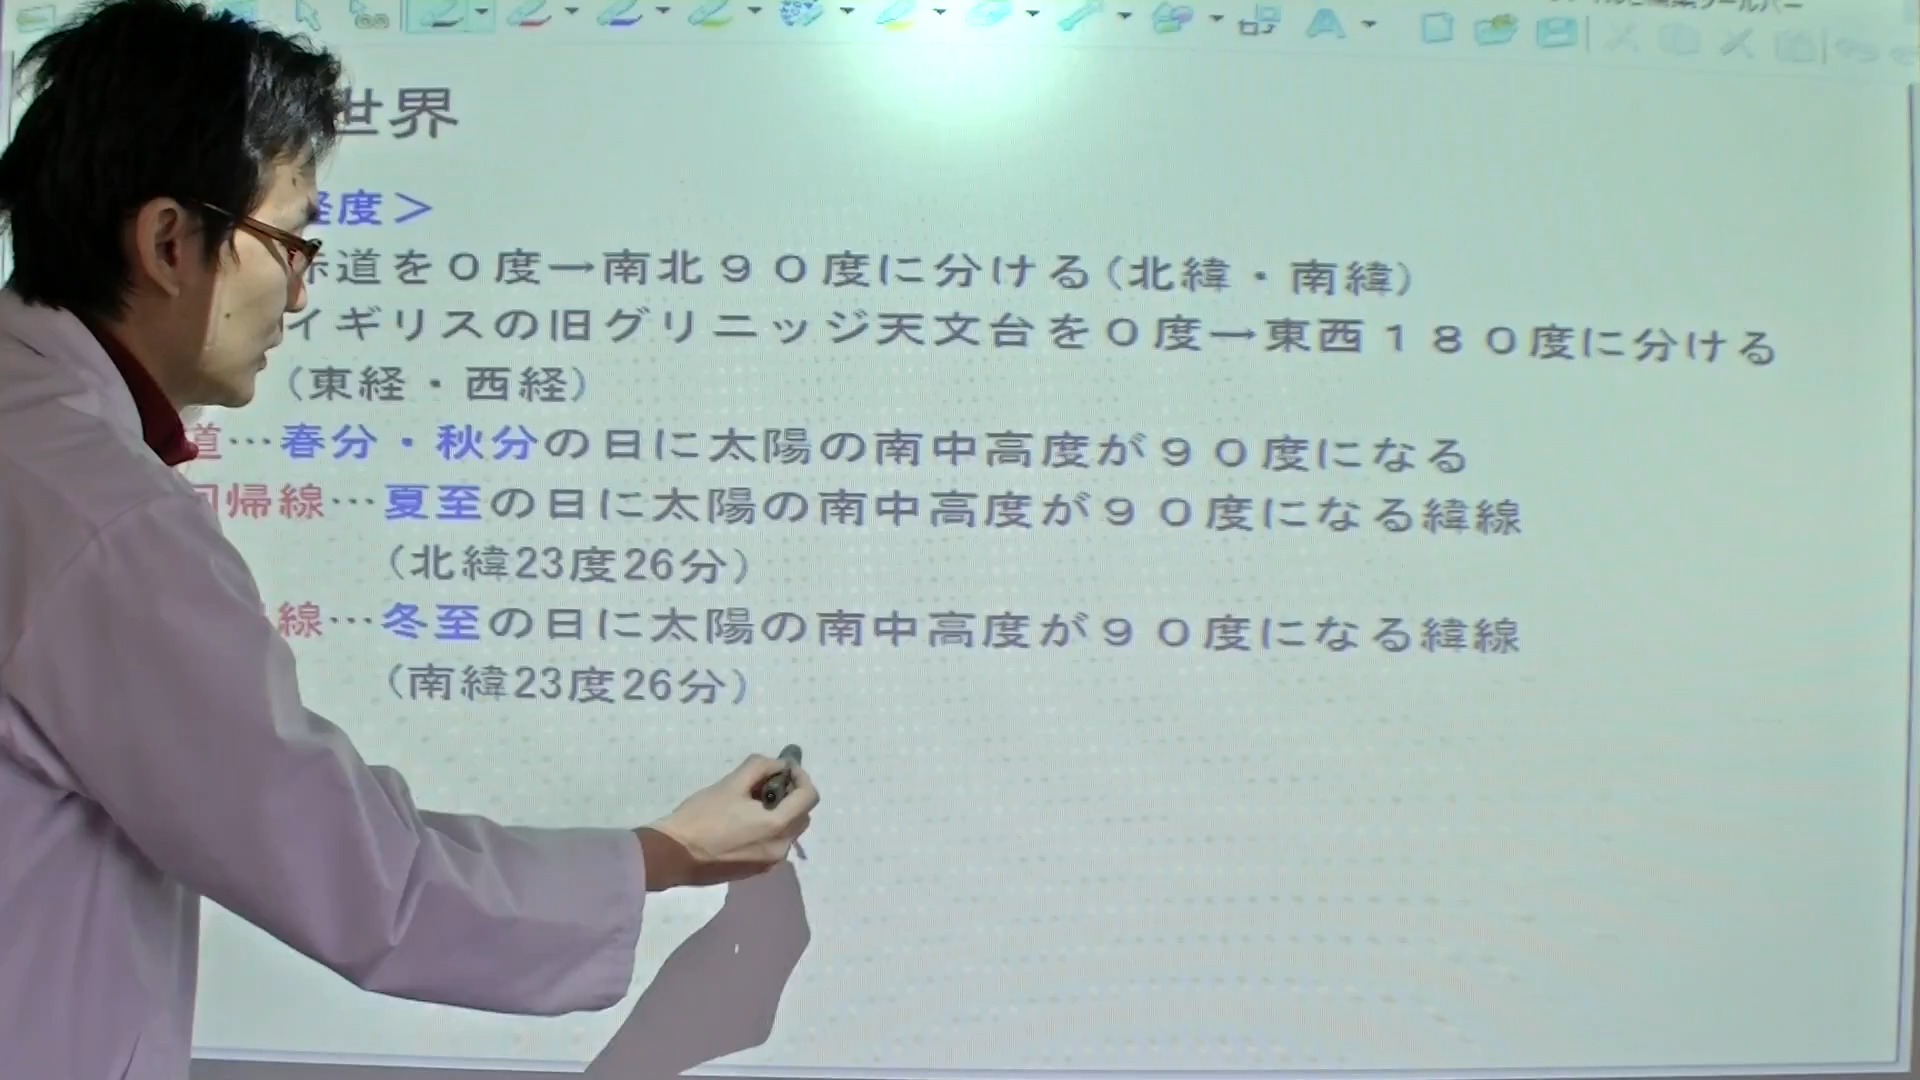 世界
経度＞
赤道を０度→南北９０度に分ける（北緯・南緯）
イギリスの旧グリニッジ天文台を０度→東西１８０度に分ける
（東経・西経）
道…春分・秋分の日に太陽の南中高度が９０度になる
回帰線…夏至の日に太陽の南中高度が９０度になる緯線
（北緯23度26分）
線…冬至の日に太陽の南中高度が９０度になる緯線
（南緯23度26分）